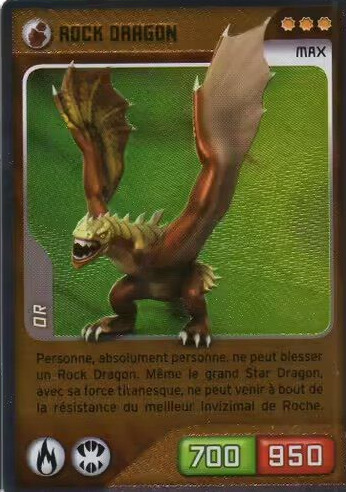 ROCK DRAGON
MAX
OR
Personne, absolument personne, ne peut blesser
un Rock Dragon. Même le grand Star Dragon,
avec sa force titanesque, ne peut venir à bout de
la résistance du meilleur Invizimal de Roche.
700 950